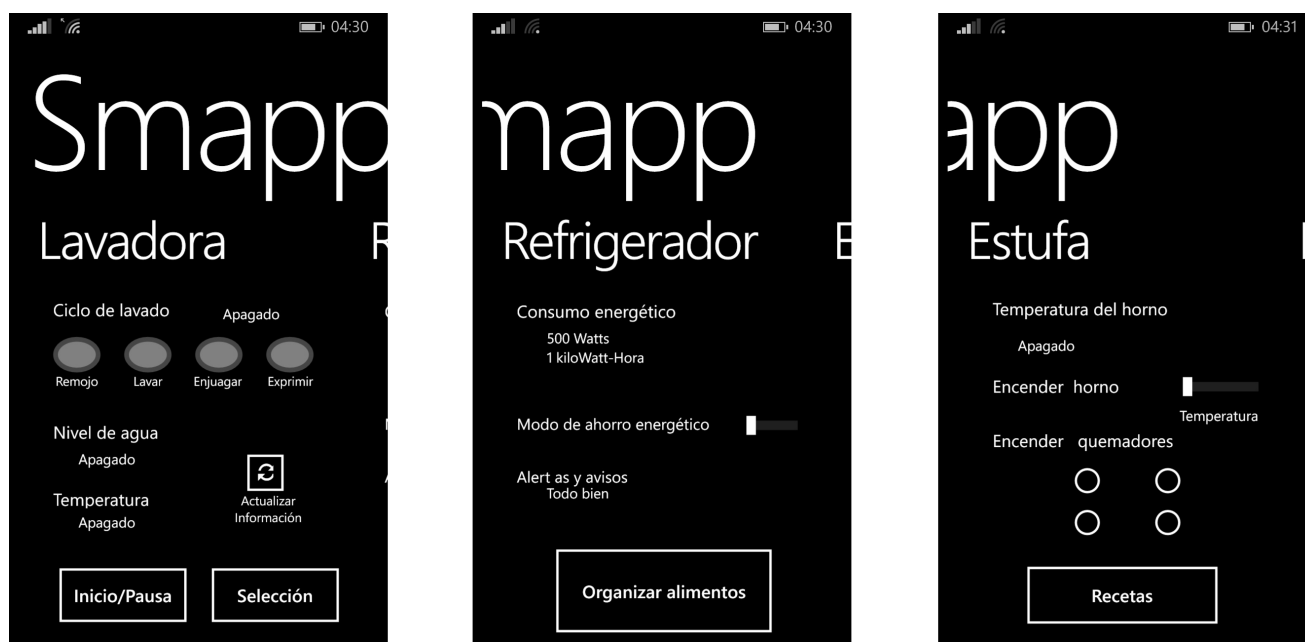 04:30
Smapp
Lavadora R
Ciclo de lavado Apagado
Remojo Lavar Enjuagar Exprimir
Nivel de agua
Apagado
Temperatura
Apagado
Actualizar
Información
Inicio/Pausa Selección
04:30
mapp
Refrigerador E
Consumo energético
500 Watts
1 kiloWatt-Hora
Modo de ahorro energético
Alert as y avisos
Todo bien
Organizar alimentos
04:31
app
Estufa
Temperatura del horno
Apagado
Encender horno
Temperatura
Encender quemadores
Recetas